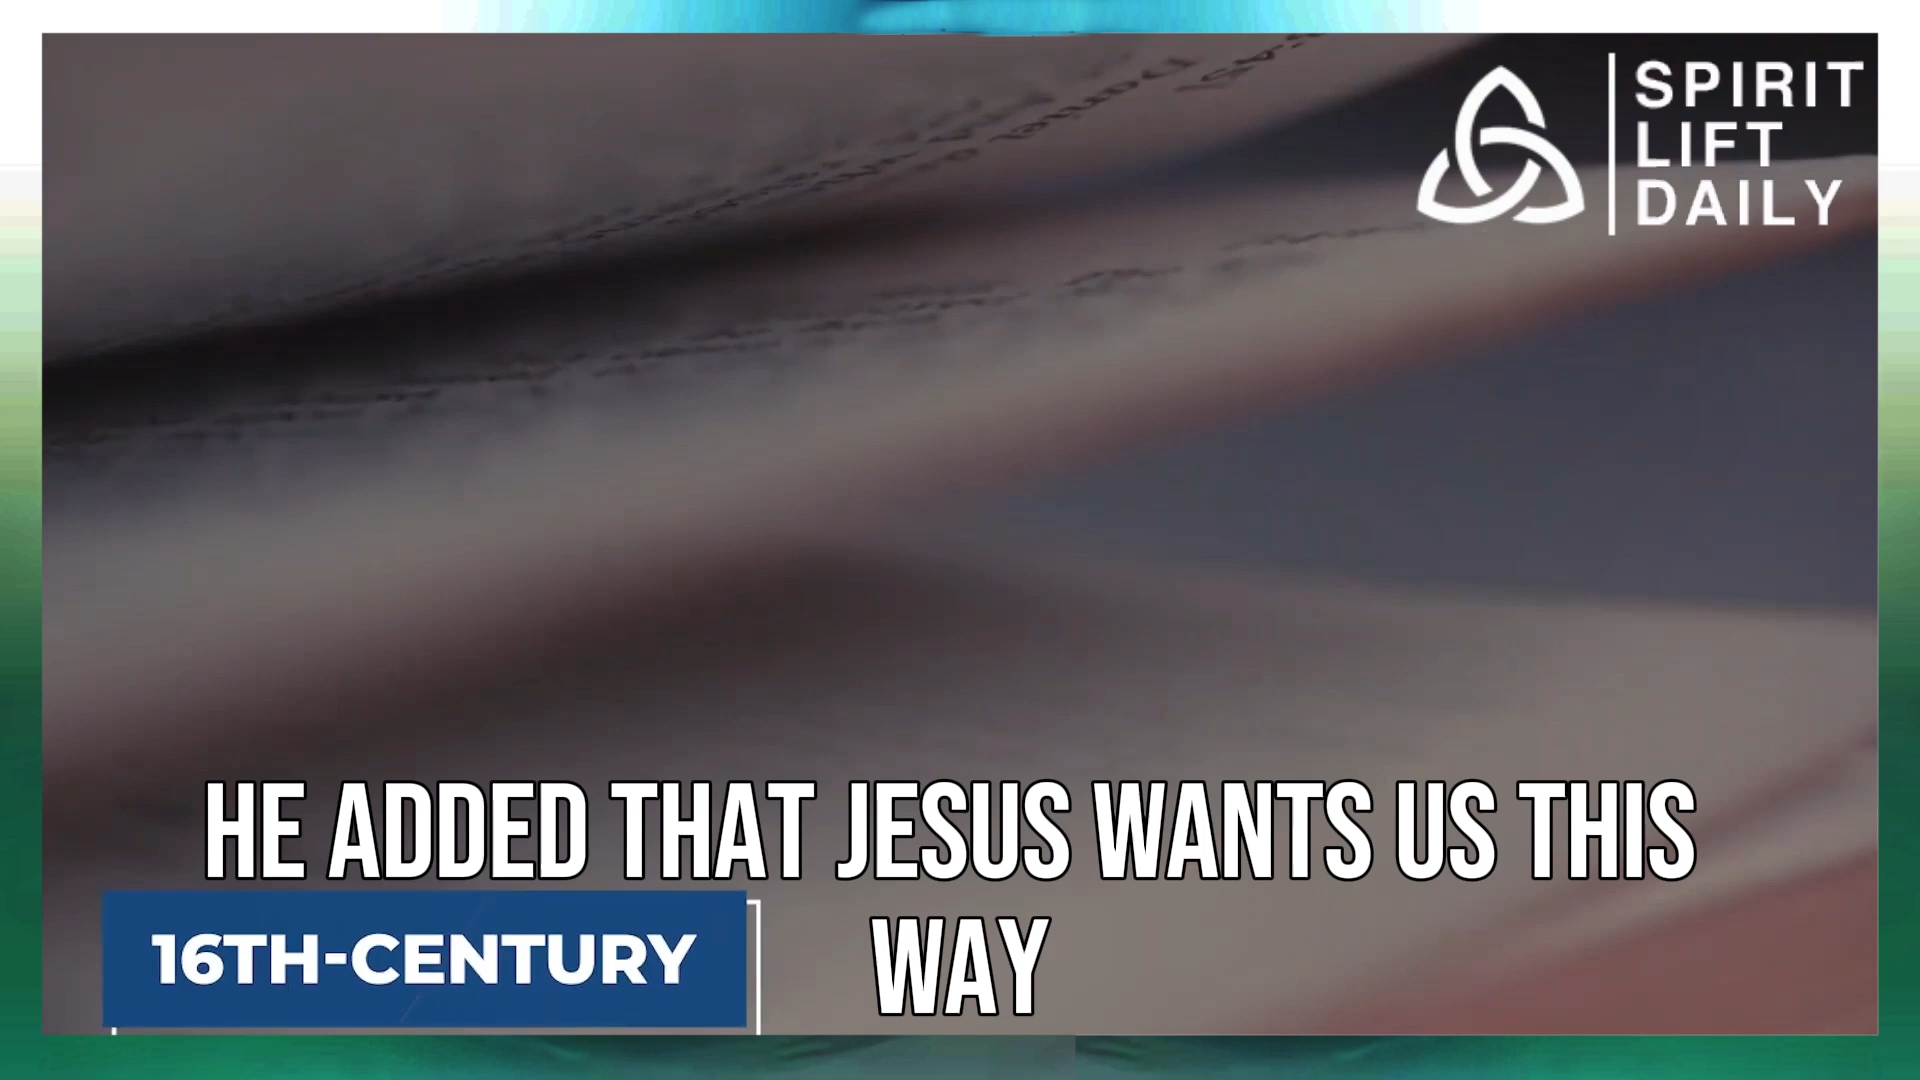 SPIRIT
LIFT
DAILY
HE ADDED THAT JESUS WANTS US THIS
WAY
16TH-CENTURY